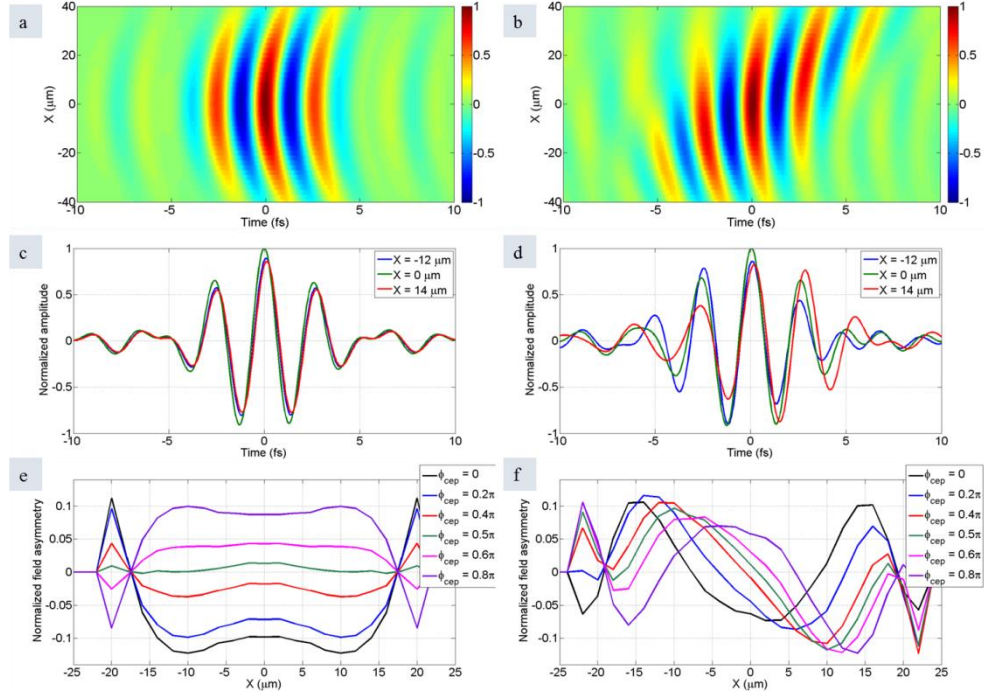 a
40
20
0
-20
40
X (μm)
-10
-5
0
5
10
Time (fs)
1
0.5
0
-0.5
-1
b
40
20
0
-20
40
X (μm)
-10
-5
0
5
10
Time (fs)
1
0.5
0
-0.5
-1
c
1
0.5
0
-0.5
-1
Normalized amplitude
X = -12 μm
X = 0 μm
X = 14 μm
-10
-5
0
5
10
Time (fs)
d
1
0.5
0
-0.5
-1
Normalized amplitude
X = -12 μm
X = 0 μm
X = 14 μm
-10
-5
0
5
10
Time (fs)
e
0.1
0.05
0
-0.05
-0.1
Normalized field asymmetry
ϕcep = 0
ϕcep = 0.2π
ϕcep = 0.4π
ϕcep = 0.5π
ϕcep = 0.6π
ϕcep = 0.8π
-25
-20
-15
-10
-5
0
5
10
15
20
25
X (μm)
f
0.1
0.05
0
-0.05
-0.1
Normalized field asymmetry
ϕcep = 0
ϕcep = 0.2π
ϕcep = 0.4π
ϕcep = 0.5π
ϕcep = 0.6π
ϕcep = 0.8π
-25
-20
-15
-10
-5
0
5
10
15
20
25
X (μm)